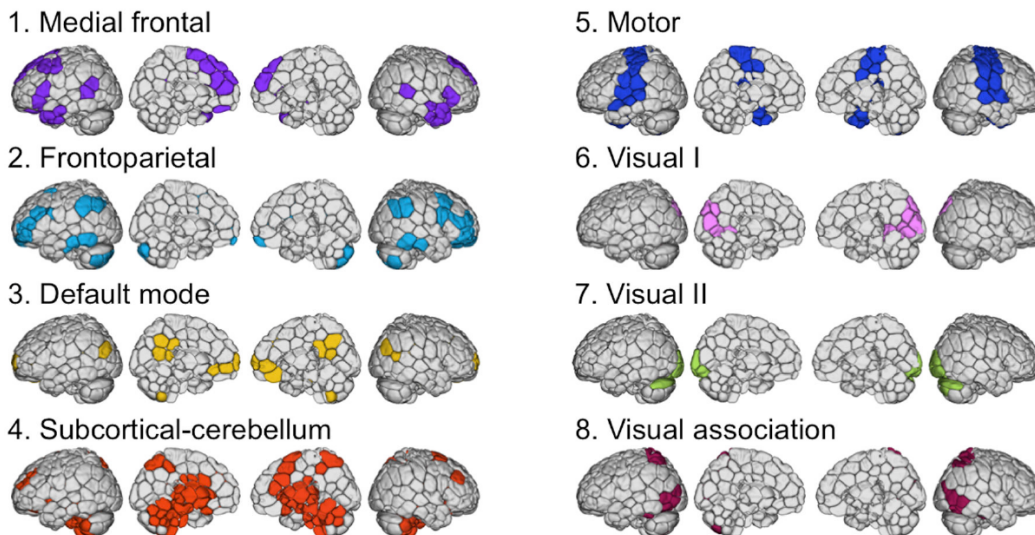 1. Medial frontal
2. Frontoparietal
3. Default mode
4. Subcortical-cerebellum
5. Motor
6. Visual I
7. Visual II
8. Visual association